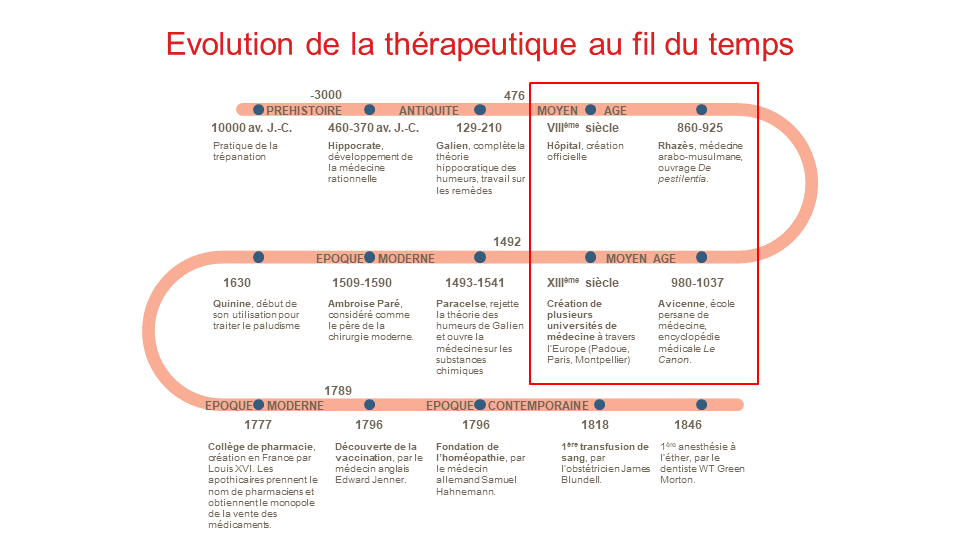 Evolution de la thérapeutique au fil du temps
-3000
476
PREHISTOIRE
ANTIQUITE
MOYEN AGE
10000 av. J.-C.
Pratique de la
trépanation
460-370 av. J.-C.
Hippocrate,
développement de
la médecine
rationnelle
129-210
Galien, complète la
théorie
hippocratique des
humeurs, travail sur
les remèdes
VIIIème siècle
Hôpital, création
officielle
860-925
Rhazès, médecine
arabo-musulmane,
ouvrage De
pestilentia.
1492
EPOQUE MODERNE
MOYEN AGE
1630
Quinine, début de
son utilisation pour
traiter le paludisme
1509-1590
Ambroise Paré,
considéré comme
le père de la
chirurgie moderne.
1493-1541
Paracelse, rejette
la théorie des
humeurs de Galien
et ouvre la
médecine sur les
substances
chimiques
XIIIème siècle
Création de
plusieurs
universités de
médecine à travers
l'Europe (Padoue,
Paris, Montpellier)
980-1037
Avicenne, école
persane de
médecine,
encyclopédie
médicale Le
Canon.
1789
EPOQUE MODERNE
EPOQUE CONTEMPORAINE
1777
Collège de pharmacie,
création en France par
Louis XVI. Les
apothicaires prennent le
nom de pharmaciens et
obtiennent le monopole
de la vente des
médicaments.
1796
Découverte de la
vaccination, par le
médecin anglais
Edward Jenner.
1796
Fondation de
l'homéopathie, par
le médecin
allemand Samuel
Hahnemann.
1818
1ère transfusion de
sang, par
l'obstétricien James
Blundell.
1846
1ère anesthésie à
l'éther, par le
dentiste WT Green
Morton.